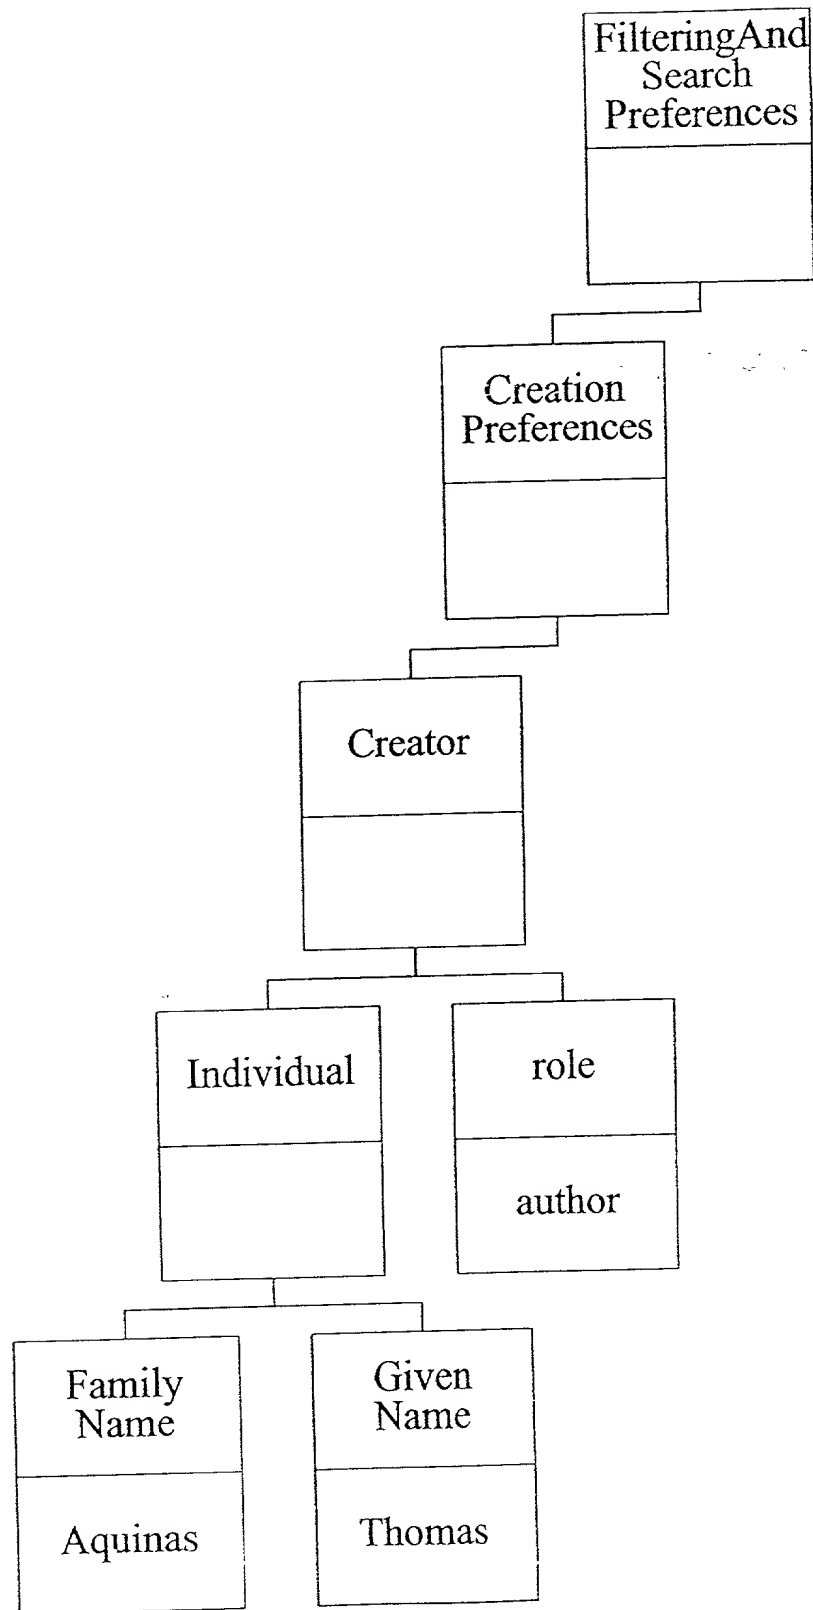 FilteringAnd
Search
Preferences
Creation
Preferences
Creator
Individual
role
author
Family
Name
Given
Name
Aquinas
Thomas